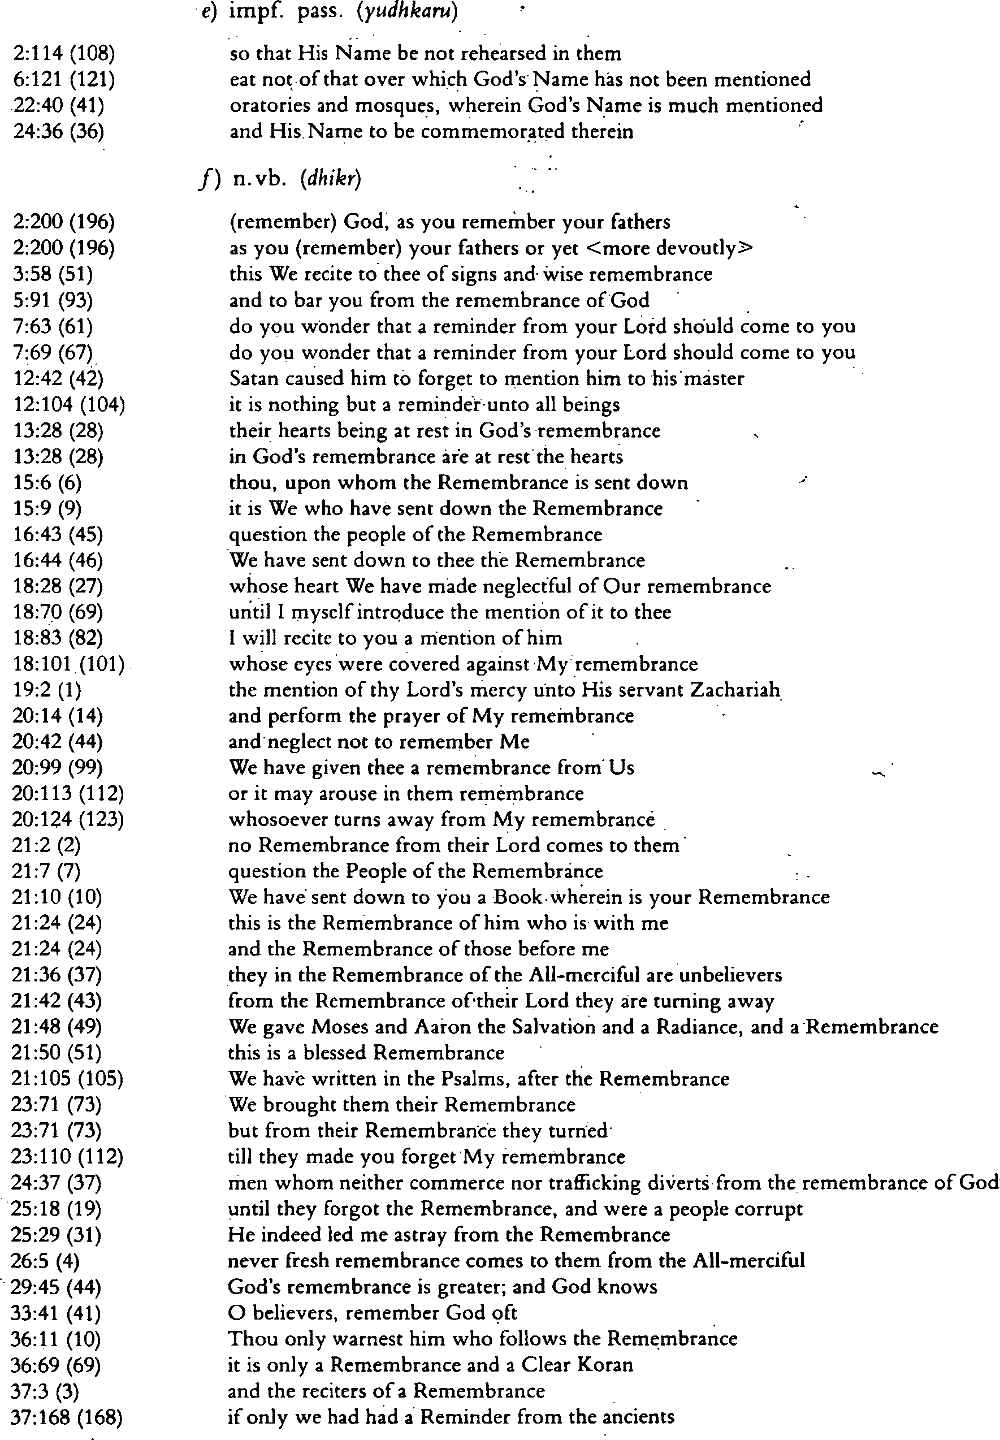 e) impf. pass. (yudhkaru)
2:114 (108) so that His Name be not rehearsed in them
6:121 (121) eat not of that over which God's Name has not been mentioned
22:40 (41) oratories and mosques, wherein God's Name is much mentioned
24:36 (36) and His Name to be commemorated therein
f) n.vb. (dhikr)
2:200 (196) (remember) God, as you remember your fathers
2:200 (196) as you (remember) your fathers or yet <more devoutly>
3:58 (51) this We recite to thee of signs and wise remembrance
5:91 (93) and to bar you from the remembrance of God
7:63 (61) do you wonder that a reminder from your Lord should come to you
7:69 (67) do you wonder that a reminder from your Lord should come to you
12:42 (42) Satan caused him to forget to mention him to his master
12:104 (104) it is nothing but a reminder unto all beings
13:28 (28) their hearts being at rest in God's remembrance
13:28 (28) in God's remembrance are at rest the hearts
15:6 (6) thou, upon whom the Remembrance is sent down
15:9 (9) it is We who have sent down the Remembrance
16:43 (45) question the people of the Remembrance
16:44 (46) We have sent down to thee the Remembrance
18:28 (27) whose heart We have made neglectful of Our remembrance
18:70 (69) until I myself introduce the mention of it to thee
18:83 (82) I will recite to you a mention of him
18:101 (101) whose eyes were covered against My remembrance
19:2 (1) the mention of thy Lord's mercy unto His servant Zachariah
20:14 (14) and perform the prayer of My remembrance
20:42 (44) and neglect not to remember Me
20:99 (99) We have given thee a remembrance from Us
20:113 (112) or it may arouse in them remembrance
20:124 (123) whosoever turns away from My remembrance
21:2 (2) no Remembrance from their Lord comes to them
21:7 (7) question the People of the Remembrance
21:10 (10) We have sent down to you a Book wherein is your Remembrance
21:24 (24) this is the Remembrance of him who is with me
21:24 (24) and the Remembrance of those before me
21:36 (37) they in the Remembrance of the All-merciful are unbelievers
21:42 (43) from the Remembrance of their Lord they are turning away
21:48 (49) We gave Moses and Aaron the Salvation and a Radiance, and a Remembrance
21:50 (51) this is a blessed Remembrance
21:105 (105) We have written in the Psalms, after the Remembrance
23:71 (73) We brought them their Remembrance
23:71 (73) but from their Remembrance they turned
23:110 (112) till they made you forget My remembrance
24:37 (37) men whom neither commerce nor trafficking diverts from the remembrance of God
25:18 (19) until they forgot the Remembrance, and were a people corrupt
25:29 (31) He indeed led me astray from the Remembrance
26:5 (4) never fresh remembrance comes to them from the All-merciful
29:45 (44) God's remembrance is greater; and God knows
33:41 (41) O believers, remember God oft
36:11 (10) Thou only warnest him who follows the Remembrance
36:69 (69) it is only a Remembrance and a Clear Koran
37:3 (3) and the reciters of a Remembrance
37:168 (168) if only we had had a Reminder from the ancients